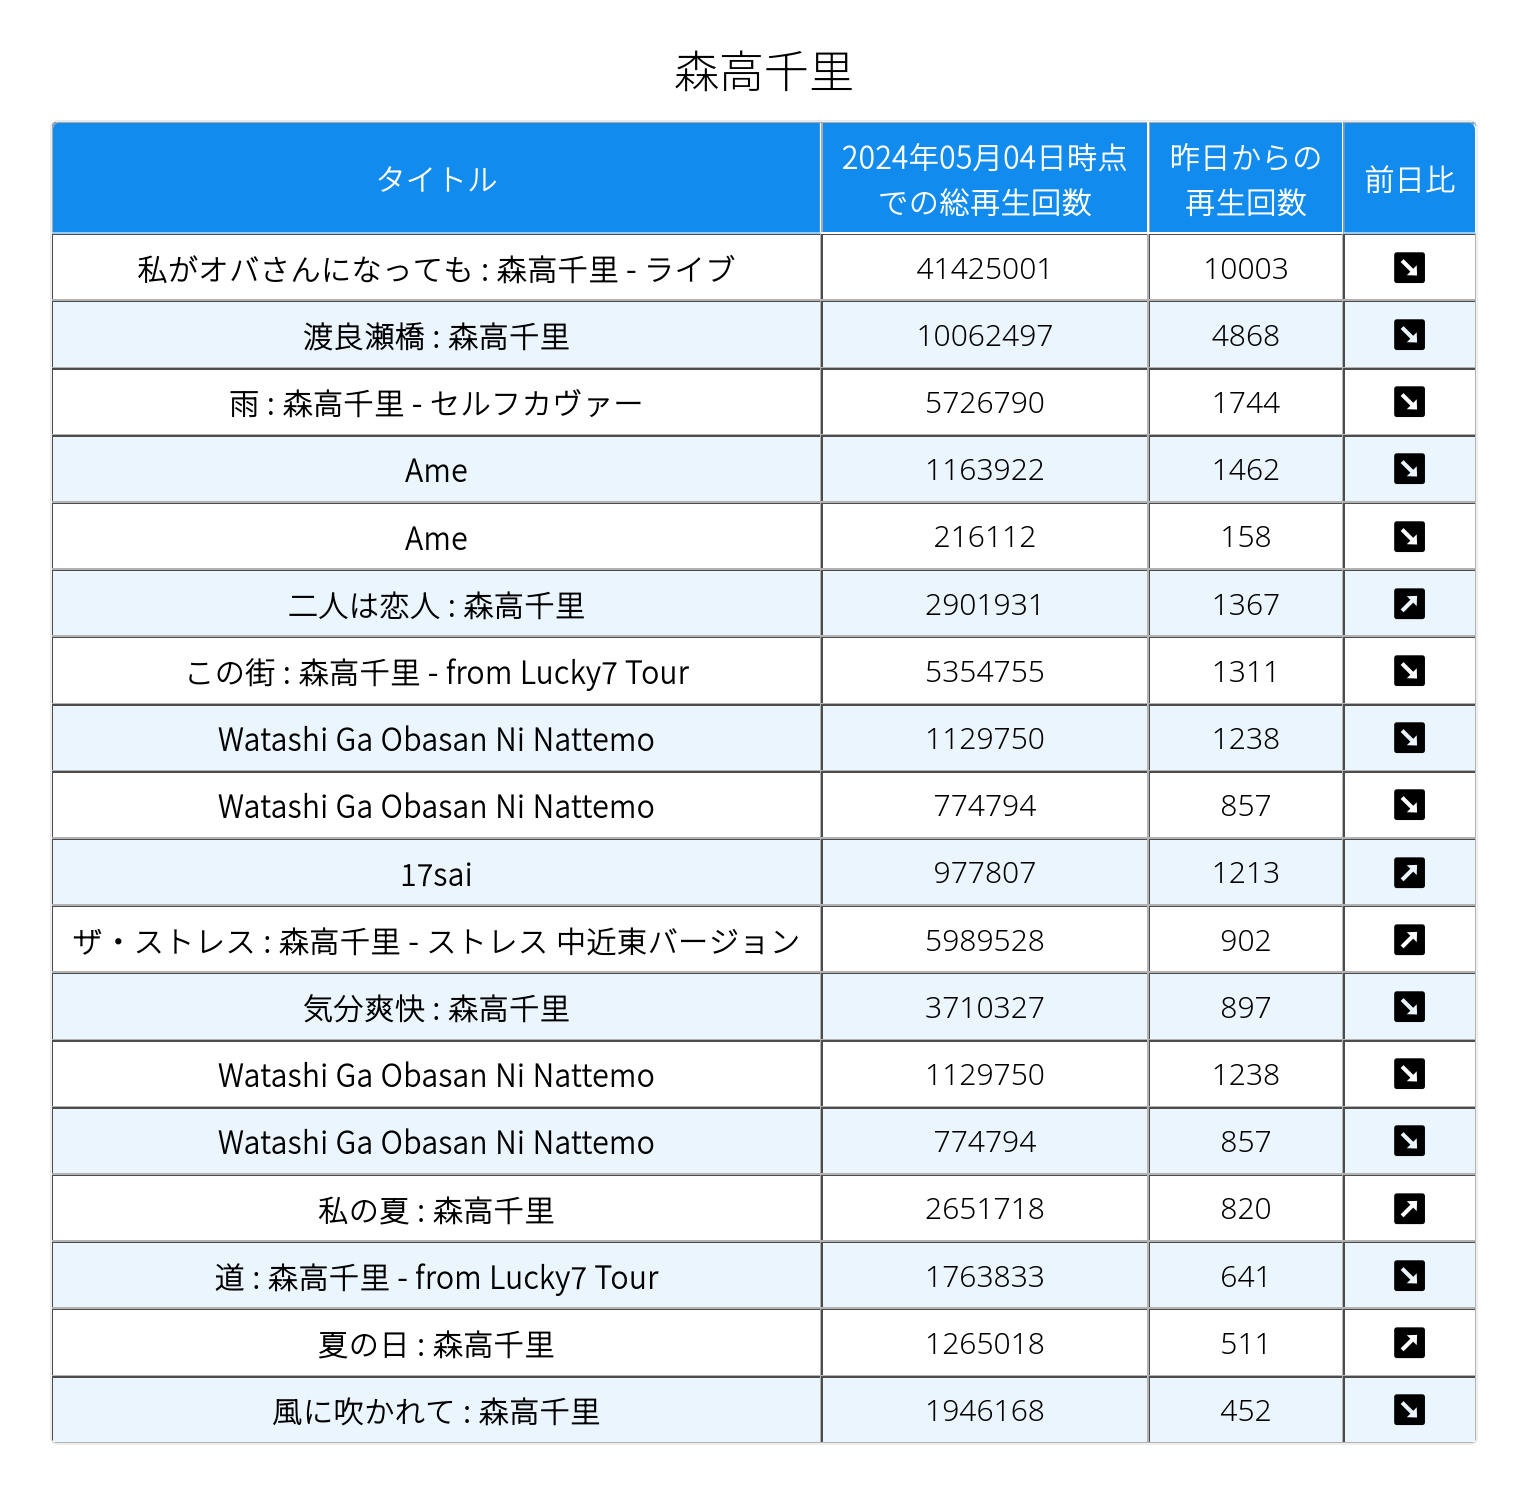 森高千里
タイトル 2024年05月04日時点での総再生回数 昨日からの再生回数 前日比
私がオバさんになっても : 森高千里 - ライブ 41425001 10003 ↘
渡良瀬橋 : 森高千里 10062497 4868 ↘
雨 : 森高千里 - セルフカヴァー 5726790 1744 ↘
Ame 1163922 1462 ↘
Ame 216112 158 ↘
二人は恋人 : 森高千里 2901931 1367 ↗
この街 : 森高千里 - from Lucky7 Tour 5354755 1311 ↘
Watashi Ga Obasan Ni Nattemo 1129750 1238 ↘
Watashi Ga Obasan Ni Nattemo 774794 857 ↘
17sai 977807 1213 ↗
ザ・ストレス : 森高千里 - ストレス 中近東バージョン 5989528 902 ↗
気分爽快 : 森高千里 3710327 897 ↘
Watashi Ga Obasan Ni Nattemo 1129750 1238 ↘
Watashi Ga Obasan Ni Nattemo 774794 857 ↘
私の夏 : 森高千里 2651718 820 ↗
道 : 森高千里 - from Lucky7 Tour 1763833 641 ↘
夏の日 : 森高千里 1265018 511 ↗
風に吹かれて : 森高千里 1946168 452 ↘